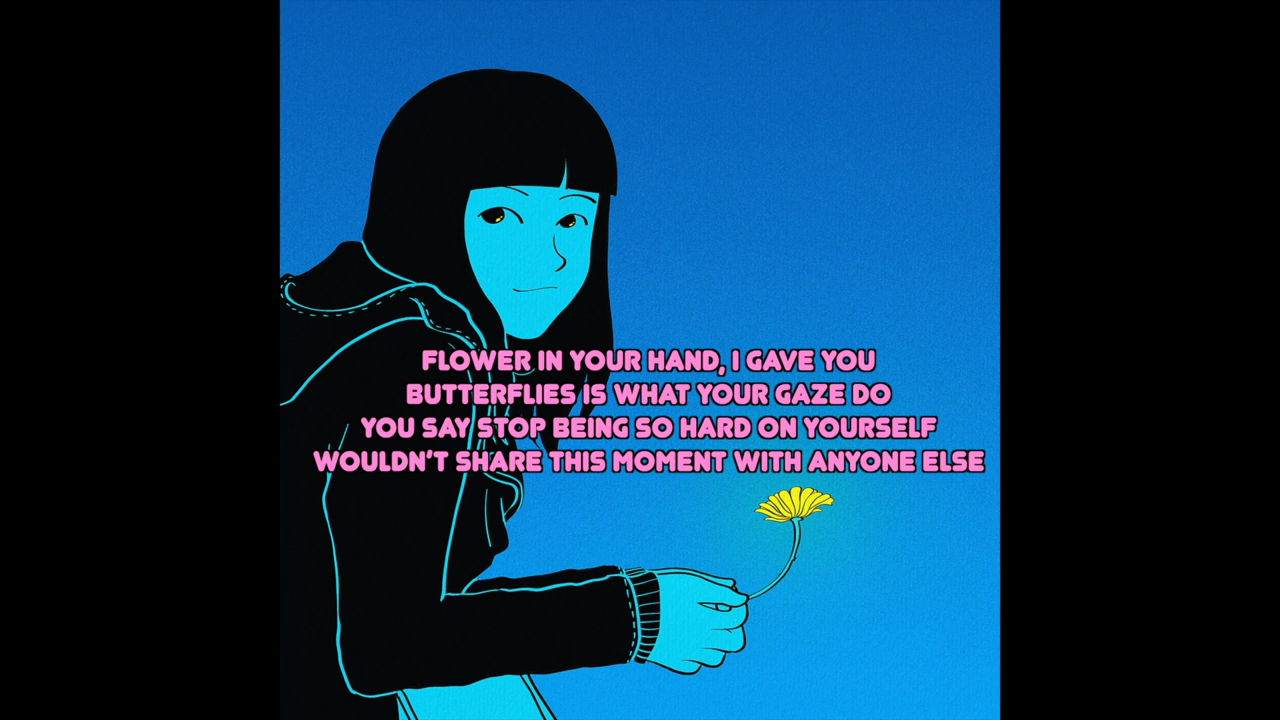 FLOWER IN YOUR HAND, I GAVE YOU
BUTTERFLIES IS WHAT YOUR GAZE DO
YOU SAY STOP BEING SO HARD ON YOURSELF
WOULDN'T SHARE THIS MOMENT WITH ANYONE ELSE